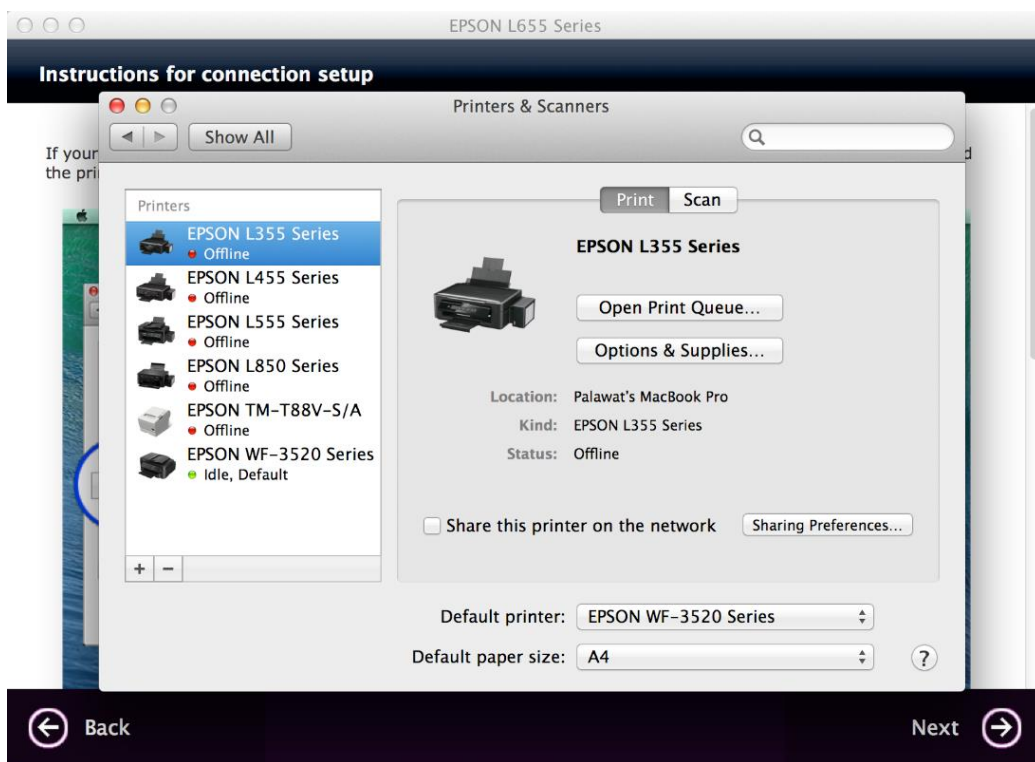 EPSON L655 Series
Instructions for connection setup
Printers & Scanners
Show All
If your
d
the pri
Print Scan
Printers
EPSON L355 Series
Offline
EPSON L455 Series
Offline
EPSON L555 Series
Offline
EPSON L850 Series
Offline
EPSON TM-T88V-S/A
Offline
EPSON WF-3520 Series
Idle, Default
+ −
EPSON L355 Series
Open Print Queue...
Options & Supplies...
Location: Palawat's MacBook Pro
Kind: EPSON L355 Series
Status: Offline
Share this printer on the network Sharing Preferences...
Default printer: EPSON WF-3520 Series
Default paper size: A4 ?
Back Next